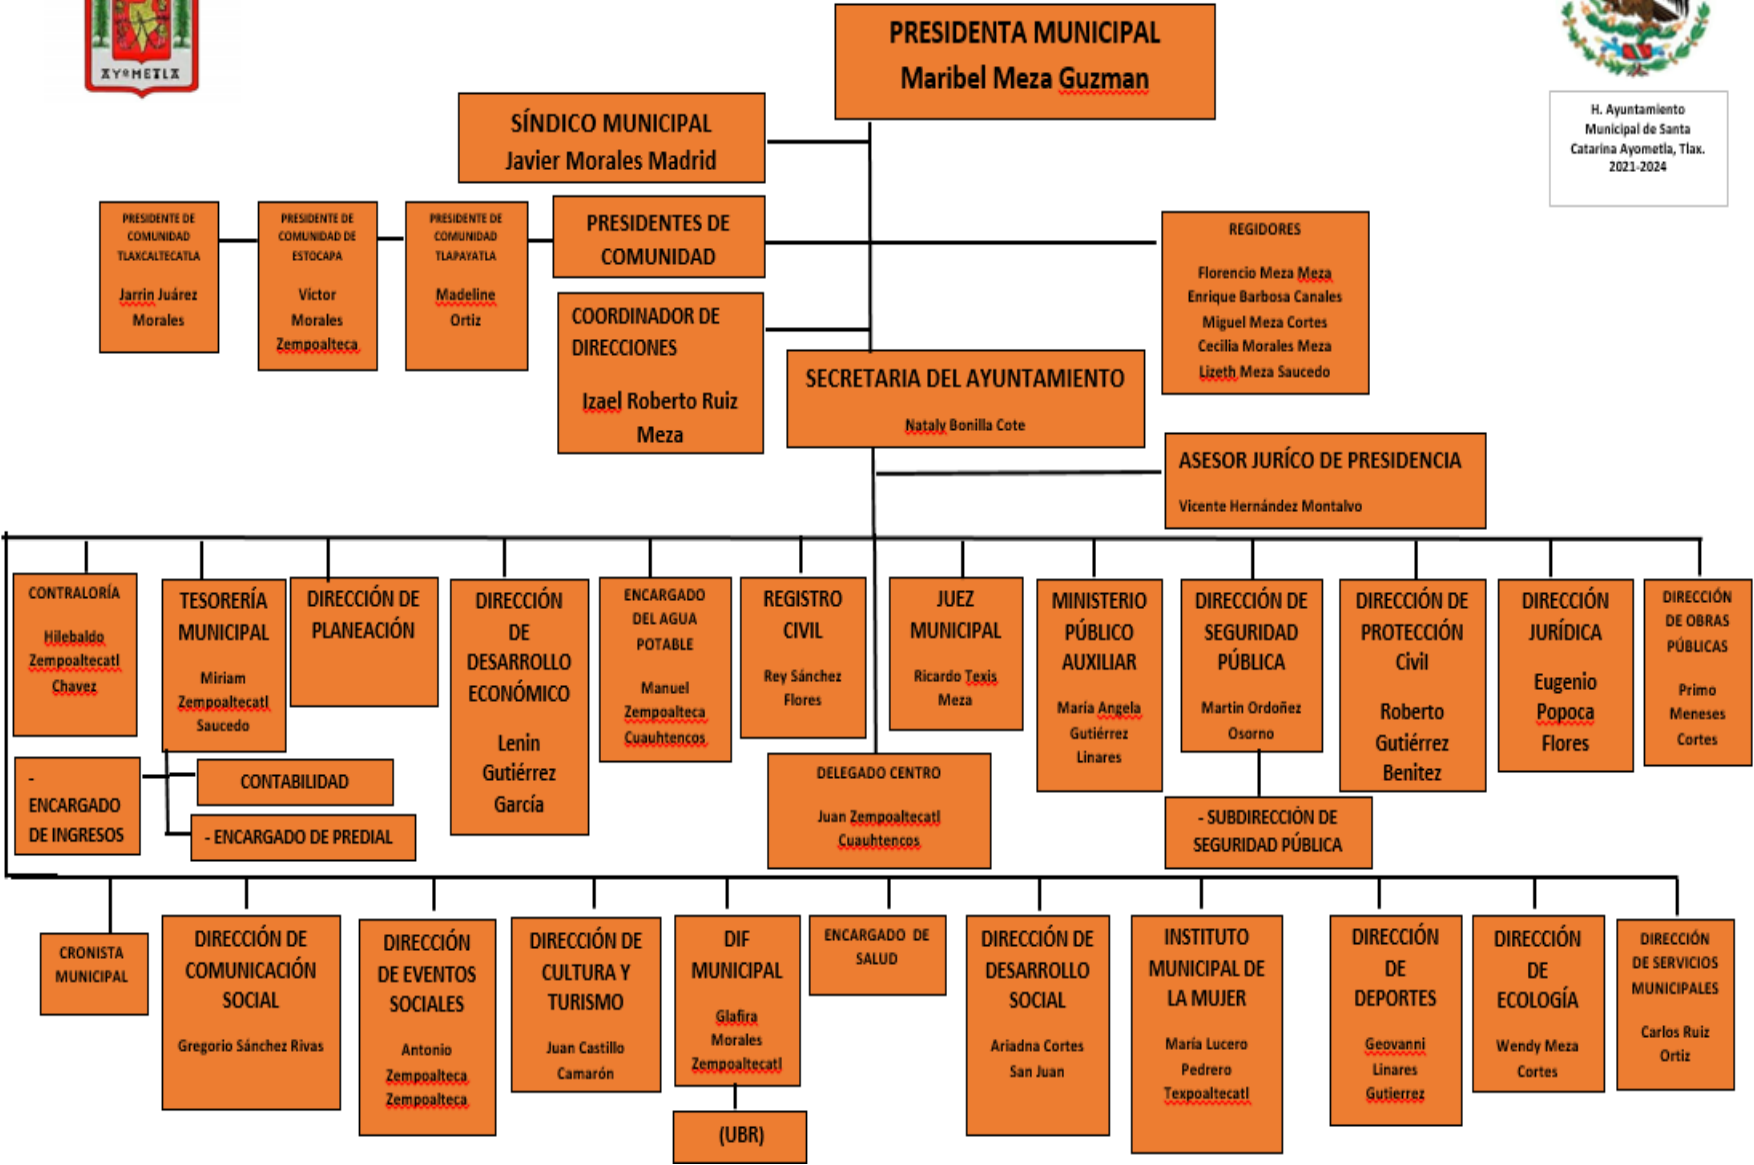 AYOMETLA
PRESIDENTA MUNICIPAL
Maribel Meza Guzman
H. Ayuntamiento
Municipal de Santa
Catarina Ayometla, Tlax.
2021-2024
SÍNDICO MUNICIPAL
Javier Morales Madrid
PRESIDENTE DE
COMUNIDAD
TLAXCALTECATLA
Jarrin Juárez
Morales
PRESIDENTE DE
COMUNIDAD DE
ESTOCAPA
Víctor
Morales
Zempoalteca
PRESIDENTE DE
COMUNIDAD
TLAPAYATLA
Madeline
Ortiz
PRESIDENTES DE
COMUNIDAD
REGIDORES
Florencio Meza Meza
Enrique Barbosa Canales
Miguel Meza Cortes
Cecilia Morales Meza
Lizeth Meza Saucedo
COORDINADOR DE
DIRECCIONES
Izael Roberto Ruiz
Meza
SECRETARIA DEL AYUNTAMIENTO
Nataly Bonilla Cote
ASESOR JURÍCO DE PRESIDENCIA
Vicente Hernández Montalvo
CONTRALORÍA
Hilebaldo
Zempoaltecatl
Chavez
TESORERÍA
MUNICIPAL
Miriam
Zempoaltecatl
Saucedo
DIRECCIÓN DE
PLANEACIÓN
DIRECCIÓN
DE
DESARROLLO
ECONÓMICO
Lenin
Gutiérrez
García
ENCARGADO
DEL AGUA
POTABLE
Manuel
Zempoalteca
Cuauhtencos
REGISTRO
CIVIL
Rey Sánchez
Flores
JUEZ
MUNICIPAL
Ricardo Texis
Meza
MINISTERIO
PÚBLICO
AUXILIAR
María Angela
Gutiérrez
Linares
DIRECCIÓN DE
SEGURIDAD
PÚBLICA
Martin Ordoñez
Osorno
DIRECCIÓN DE
PROTECCIÓN
Civil
Roberto
Gutiérrez
Benitez
DIRECCIÓN
JURÍDICA
Eugenio
Popoca
Flores
DIRECCIÓN
DE OBRAS
PÚBLICAS
Primo
Meneses
Cortes
-
ENCARGADO
DE INGRESOS
CONTABILIDAD
- ENCARGADO DE PREDIAL
DELEGADO CENTRO
Juan Zempoaltecatl
Cuauhtencos
- SUBDIRECCIÓN DE
SEGURIDAD PÚBLICA
CRONISTA
MUNICIPAL
DIRECCIÓN DE
COMUNICACIÓN
SOCIAL
Gregorio Sánchez Rivas
DIRECCIÓN
DE EVENTOS
SOCIALES
Antonio
Zempoalteca
Zempoalteca
DIRECCIÓN DE
CULTURA Y
TURISMO
Juan Castillo
Camarón
DIF
MUNICIPAL
Glafira
Morales
Zempoaltecatl
(UBR)
ENCARGADO DE
SALUD
DIRECCIÓN DE
DESARROLLO
SOCIAL
Ariadna Cortes
San Juan
INSTITUTO
MUNICIPAL DE
LA MUJER
María Lucero
Pedrero
Texpoaltecatl
DIRECCIÓN
DE
DEPORTES
Geovanni
Linares
Gutierrez
DIRECCIÓN
DE
ECOLOGÍA
Wendy Meza
Cortes
DIRECCIÓN
DE SERVICIOS
MUNICIPALES
Carlos Ruiz
Ortiz